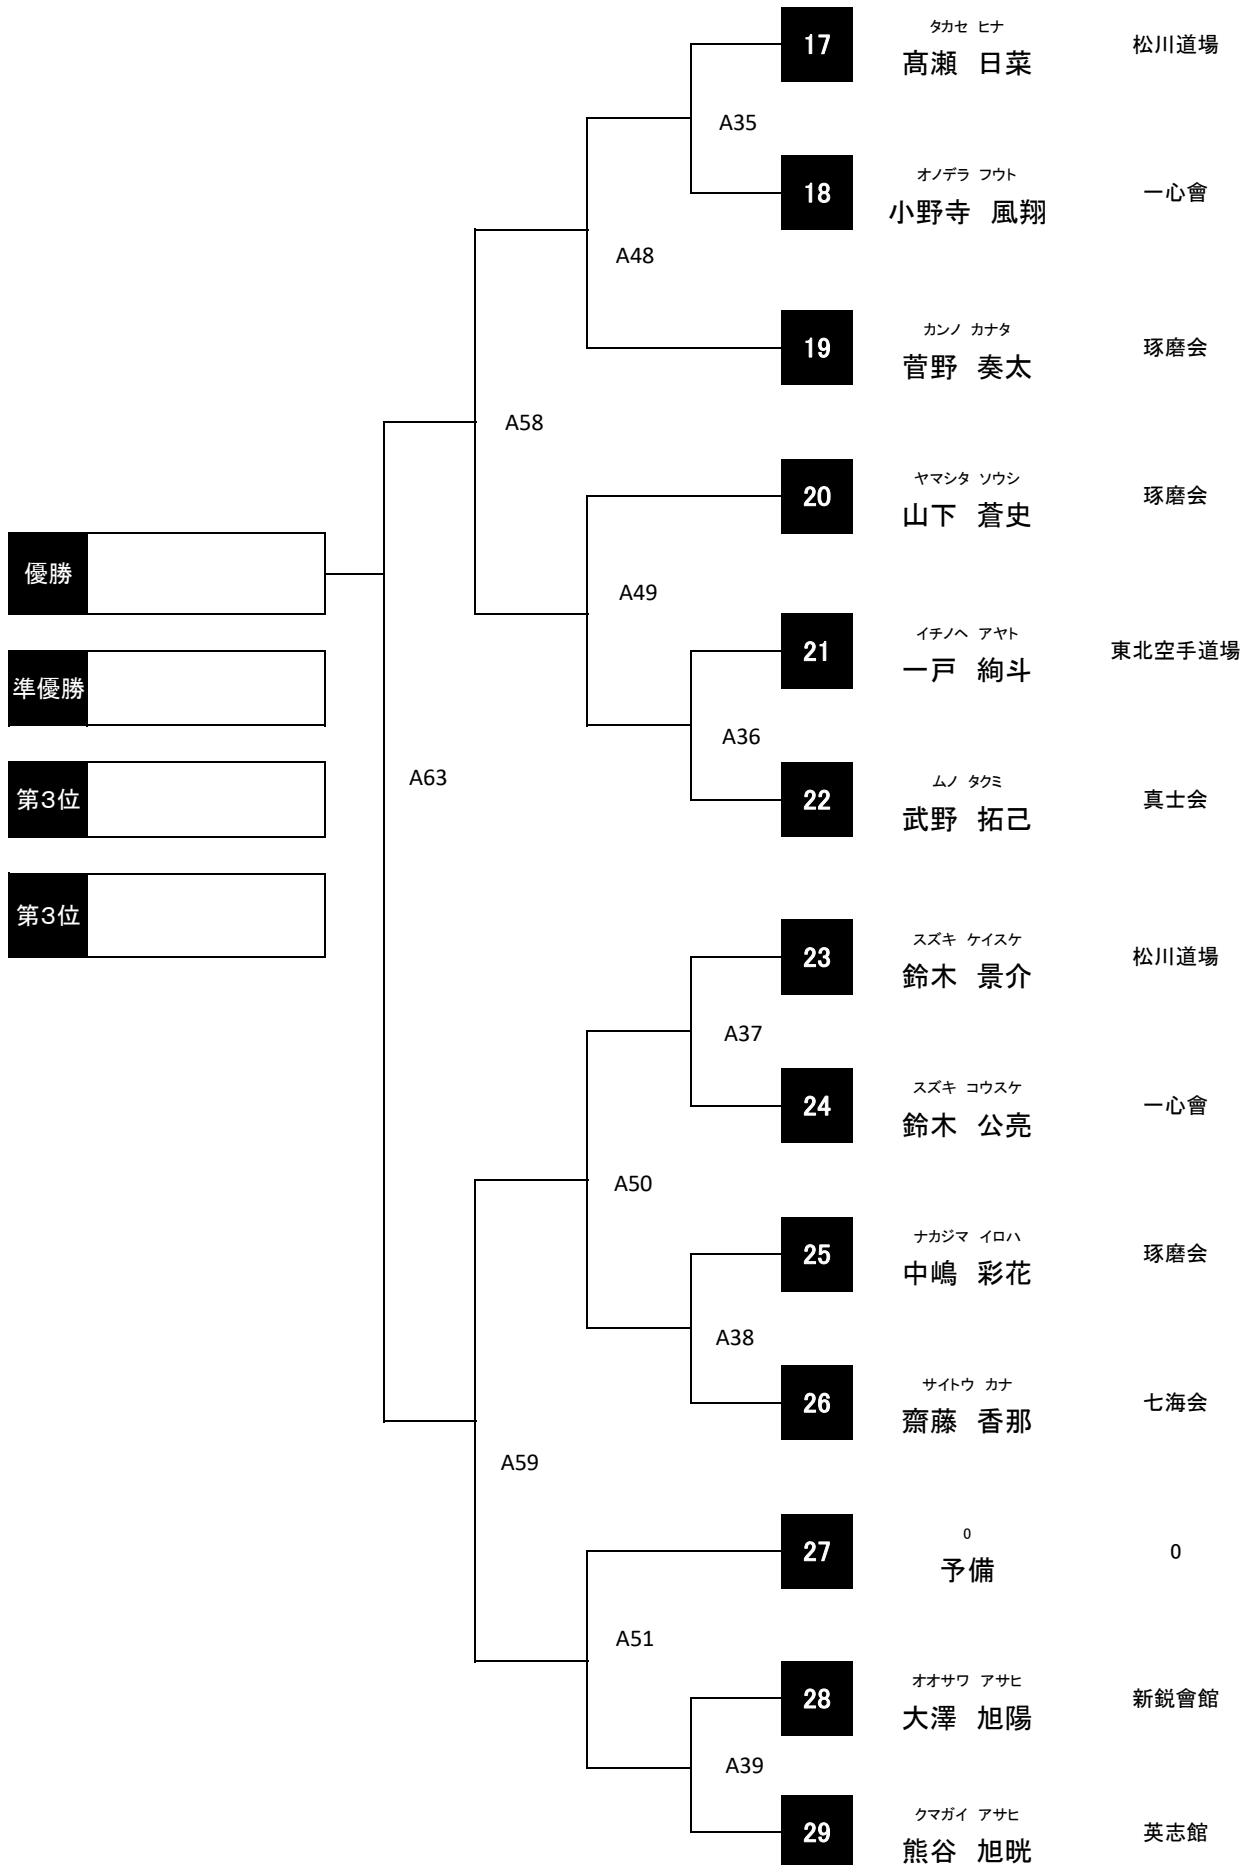 17
タカセ ヒナ
髙瀬 日菜
松川道場
A35
18
オノデラ フウト
小野寺 風翔
一心會
A48
19
カンノ カナタ
菅野 奏太
琢磨会
A58
20
ヤマシタ ソウシ
山下 蒼史
琢磨会
優勝
A49
21
イチノヘ アヤト
一戸 絢斗
東北空手道場
準優勝
A36
A63
第3位
22
ムノ タクミ
武野 拓己
真士会
第3位
23
スズキ ケイスケ
鈴木 景介
松川道場
A37
24
スズキ コウスケ
鈴木 公亮
一心會
A50
25
ナカジマ イロハ
中嶋 彩花
琢磨会
A38
26
サイトウ カナ
齋藤 香那
七海会
A59
27
0
予備
0
A51
28
オオサワ アサヒ
大澤 旭陽
新鋭會館
A39
29
クマガイ アサヒ
熊谷 旭晄
英志館